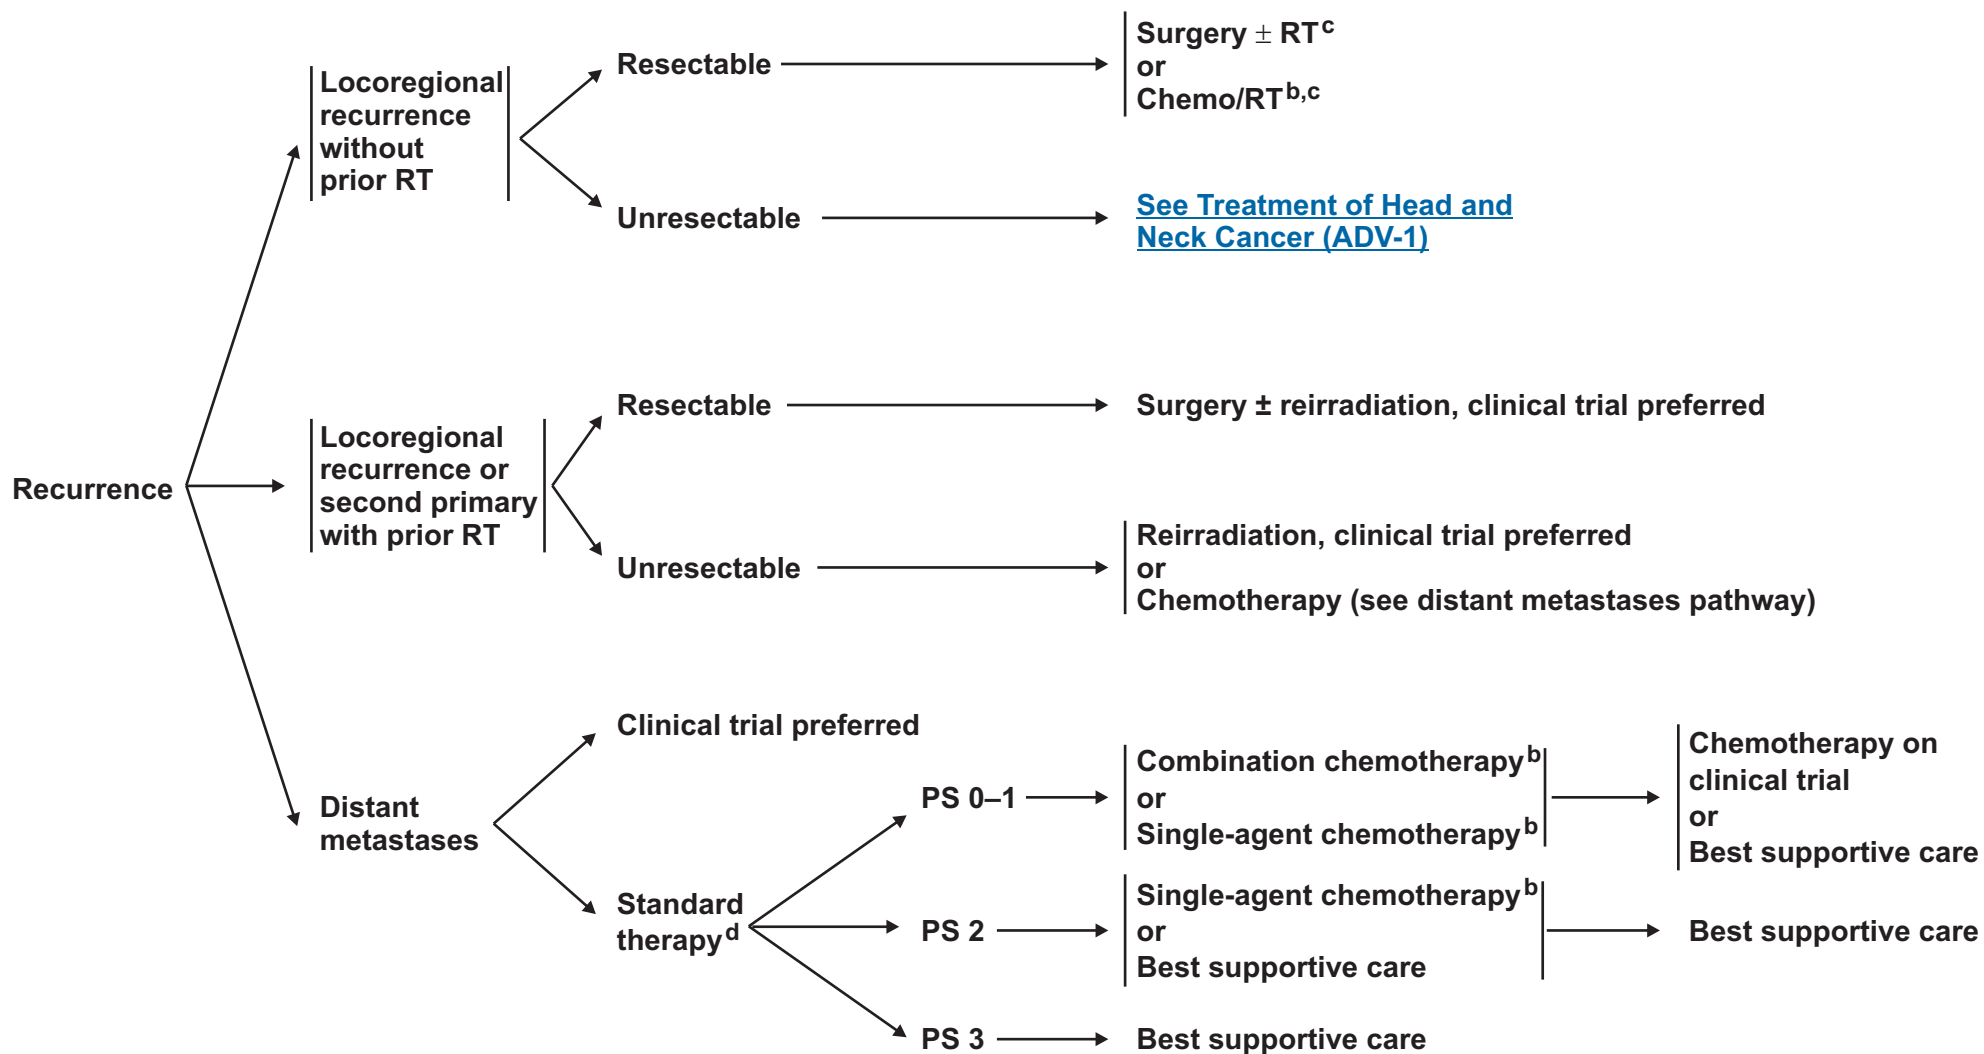 Recurrence
Locoregional
recurrence
without
prior RT
Resectable
Surgery ± RTᶜ
or
Chemo/RTᵇ,ᶜ
Unresectable
See Treatment of Head and
Neck Cancer (ADV-1)
Locoregional
recurrence or
second primary
with prior RT
Resectable
Surgery ± reirradiation, clinical trial preferred
Unresectable
Reirradiation, clinical trial preferred
or
Chemotherapy (see distant metastases pathway)
Distant
metastases
Clinical trial preferred
Standard
therapyᵈ
PS 0–1
Combination chemotherapyᵇ
or
Single-agent chemotherapyᵇ
Chemotherapy on
clinical trial
or
Best supportive care
PS 2
Single-agent chemotherapyᵇ
or
Best supportive care
Best supportive care
PS 3
Best supportive care